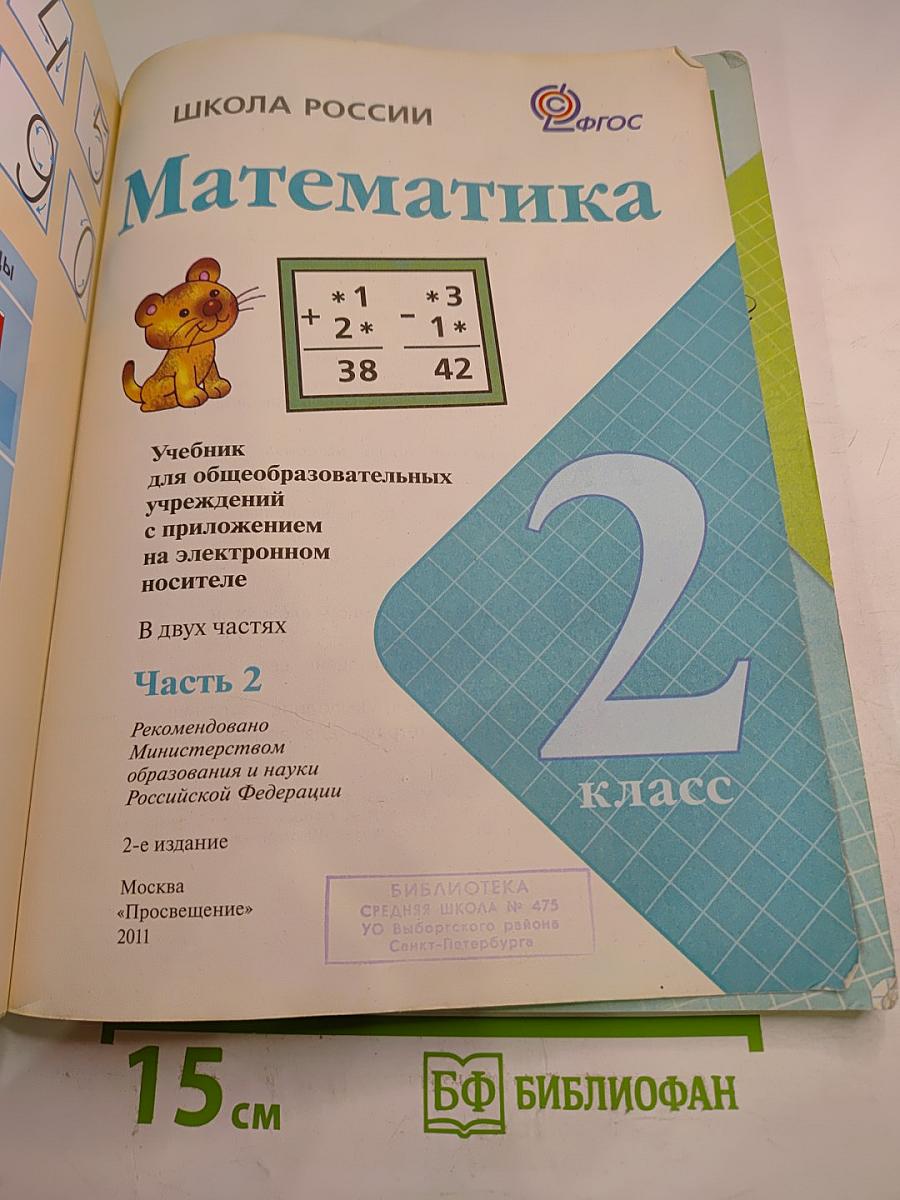 ШКОЛА РОССИИ
ФГОС
Математика
* 1 * 3
+ 2 * - 1 *
38 42
Учебник
для общеобразовательных
учреждений
с приложением
на электронном
носителе
В двух частях
Часть 2
2
класс
Рекомендовано
Министерством
образования и науки
Российской Федерации
2-е издание
Москва
«Просвещение»
2011
БИБЛИОТЕКА
СРЕДНЯЯ ШКОЛА № 475
УО Выборгского района
Санкт-Петербурга
15 см
БФ БИБЛИОФАН